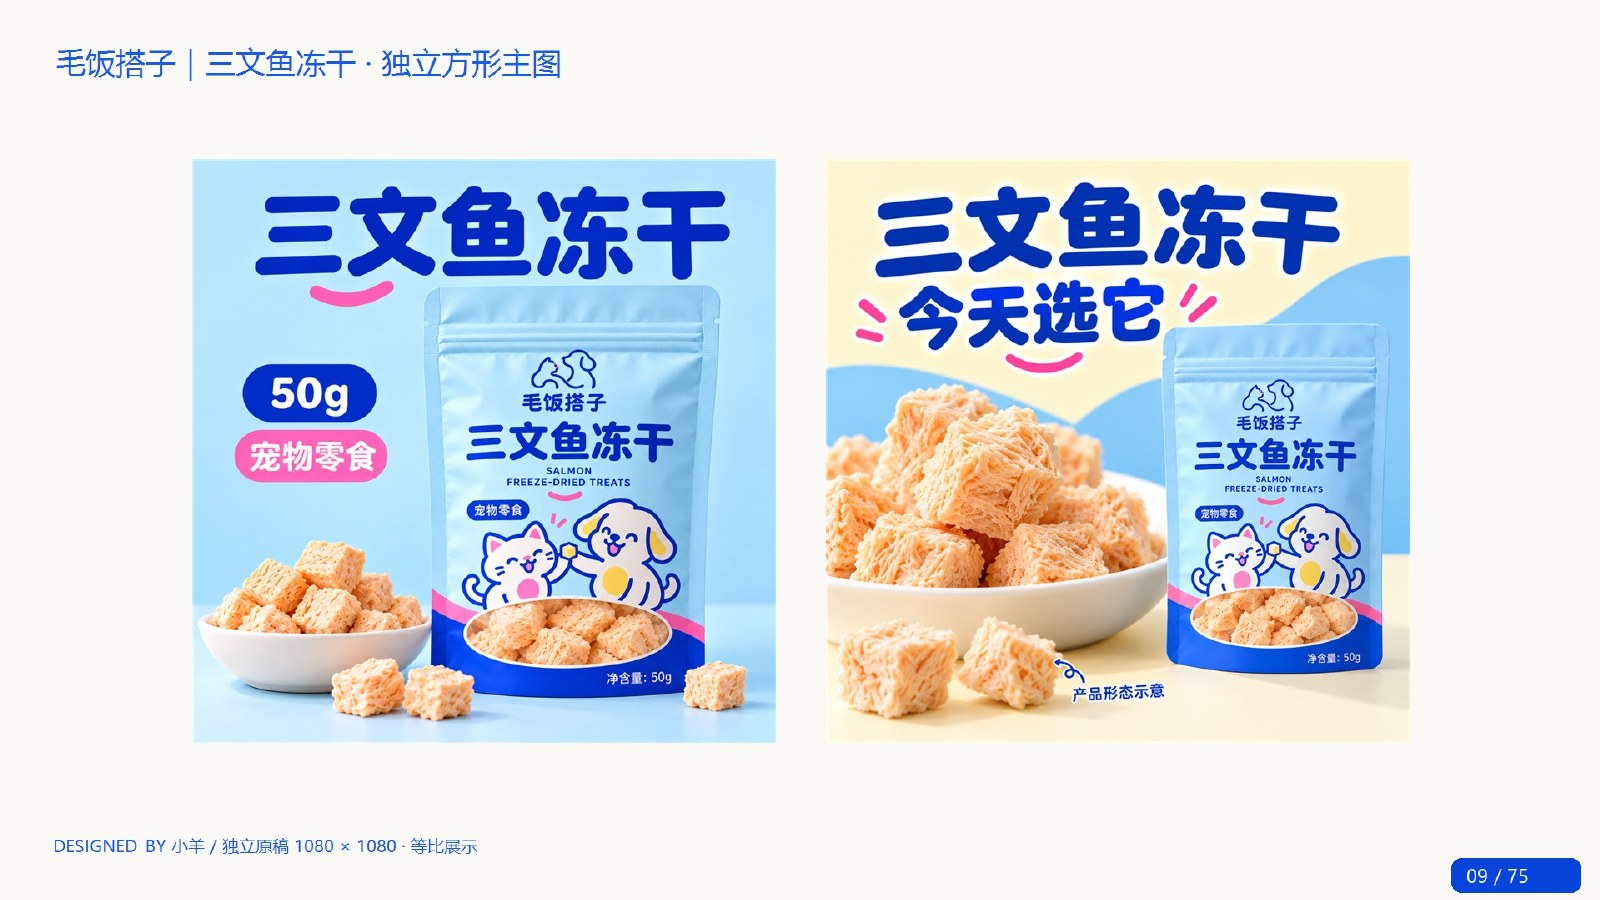 毛饭搭子｜三文鱼冻干 · 独立方形主图
三文鱼冻干
50g
宠物零食
毛饭搭子
三文鱼冻干
SALMON
FREEZE-DRIED TREATS
宠物零食
净含量：50g
三文鱼冻干
今天选它
毛饭搭子
三文鱼冻干
SALMON
FREEZE-DRIED TREATS
宠物零食
净含量：50g
产品形态示意
DESIGNED BY 小羊 / 独立原稿 1080 × 1080 · 等比展示
09 / 75